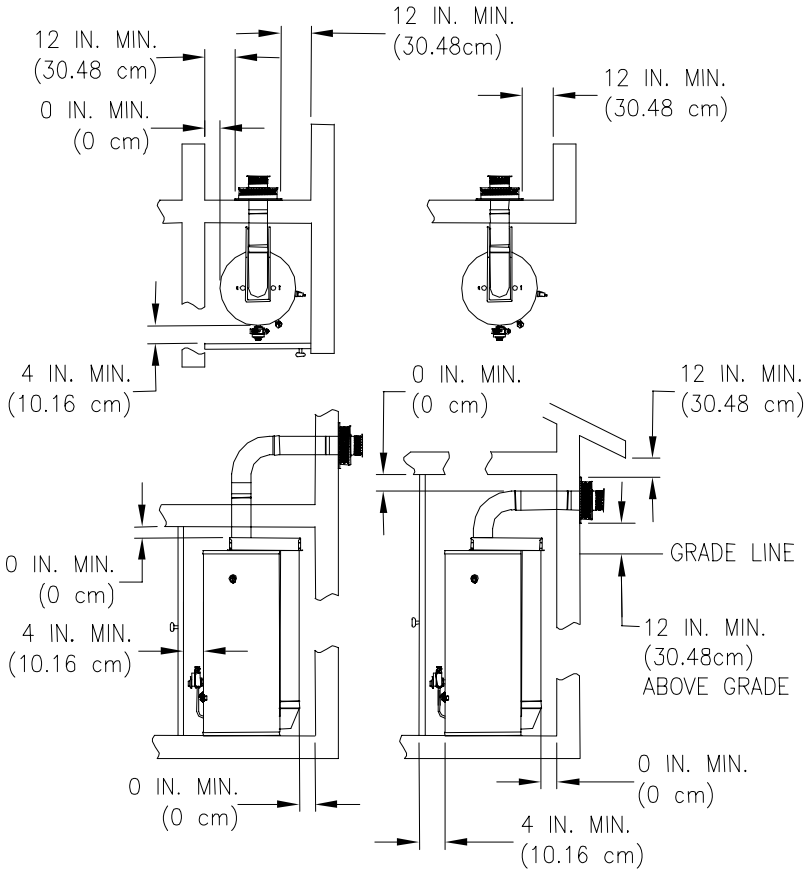 12 IN. MIN.
(30.48 cm)
12 IN. MIN.
(30.48cm)
0 IN. MIN.
(0 cm)
12 IN. MIN.
(30.48 cm)
4 IN. MIN.
(10.16 cm)
0 IN. MIN.
(0 cm)
12 IN. MIN.
(30.48 cm)
0 IN. MIN.
(0 cm)
GRADE LINE
4 IN. MIN.
(10.16 cm)
12 IN. MIN.
(30.48cm)
ABOVE GRADE
0 IN. MIN.
(0 cm)
0 IN. MIN.
(0 cm)
4 IN. MIN.
(10.16 cm)